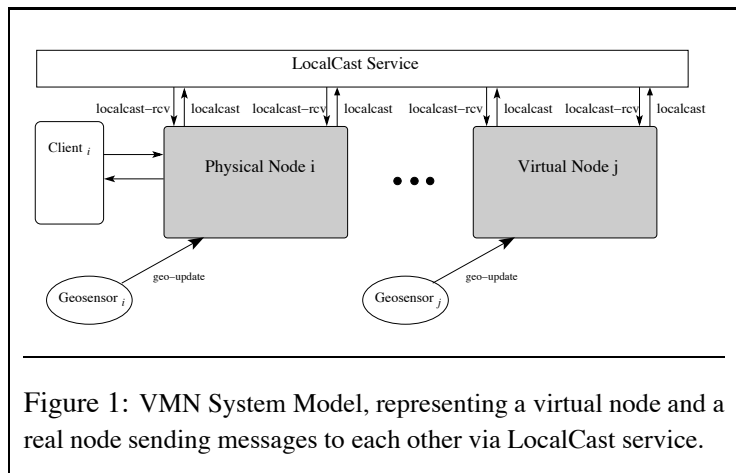 LocalCast Service
localcast–rcv localcast localcast–rcv localcast localcast–rcv localcast localcast–rcv localcast
Client i
Physical Node i
Virtual Node j
geo–update
geo–update
Geosensor i
Geosensor j
Figure 1: VMN System Model, representing a virtual node and a
real node sending messages to each other via LocalCast service.